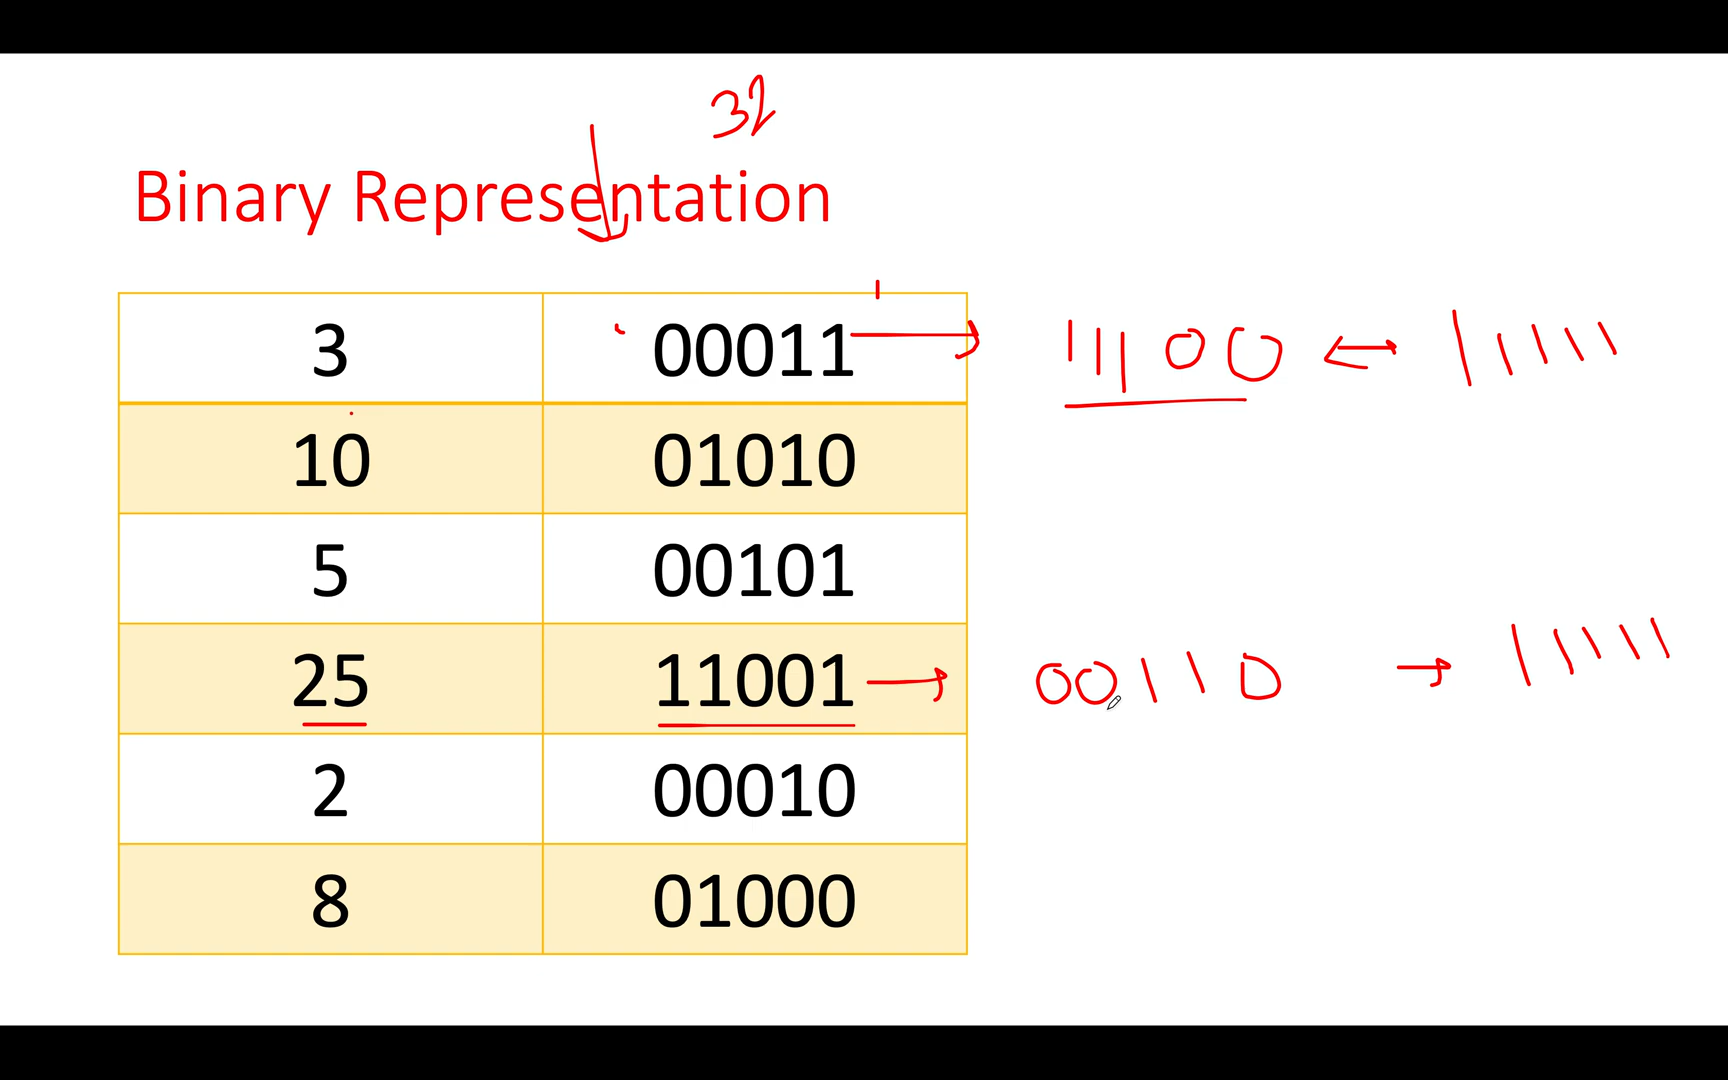 32
Binary Representation
3 00011 → 11100 ↔ 11111
10 01010
5 00101
25 11001 → 00110 → 11111
2 00010
8 01000